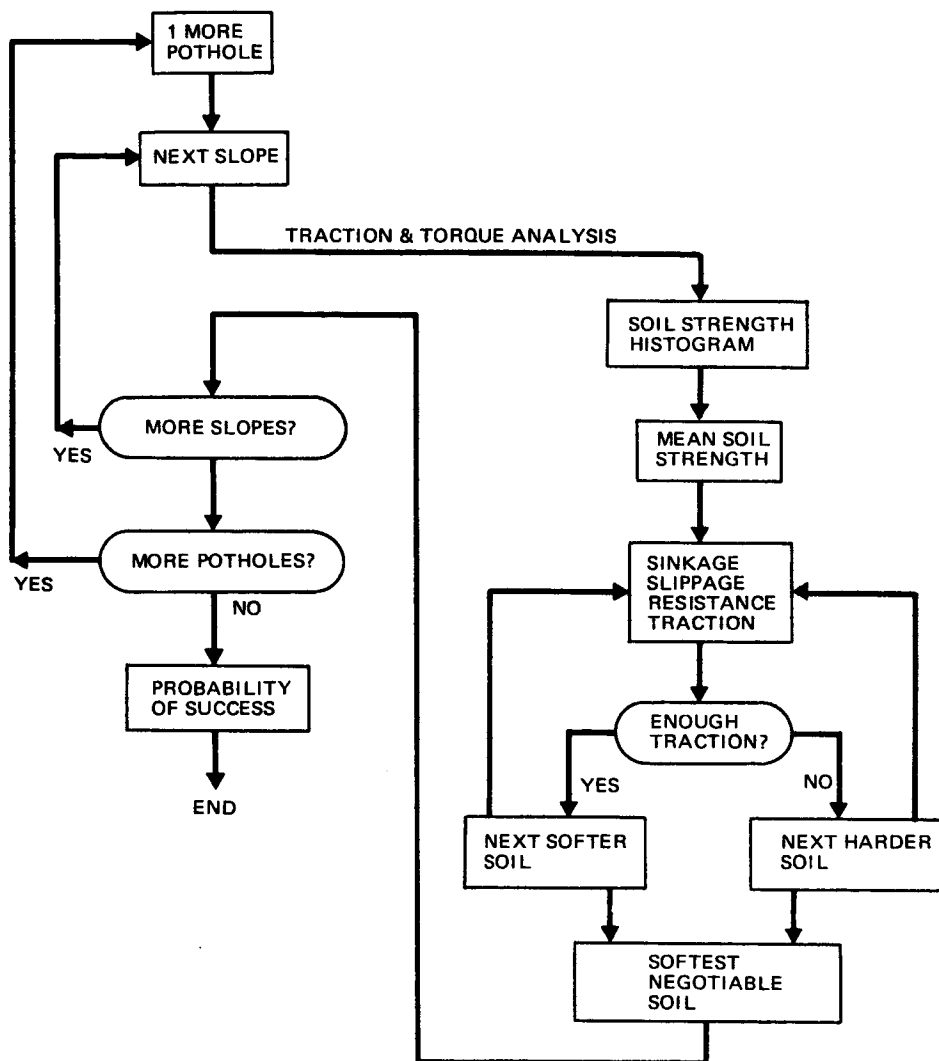 1 MORE
POTHOLE
NEXT SLOPE
TRACTION & TORQUE ANALYSIS
SOIL STRENGTH
HISTOGRAM
MEAN SOIL
STRENGTH
SINKAGE
SLIPPAGE
RESISTANCE
TRACTION
ENOUGH
TRACTION?
YES
NO
NEXT SOFTER
SOIL
NEXT HARDER
SOIL
SOFTEST
NEGOTIABLE
SOIL
MORE SLOPES?
YES
MORE POTHOLES?
YES
NO
PROBABILITY
OF SUCCESS
END